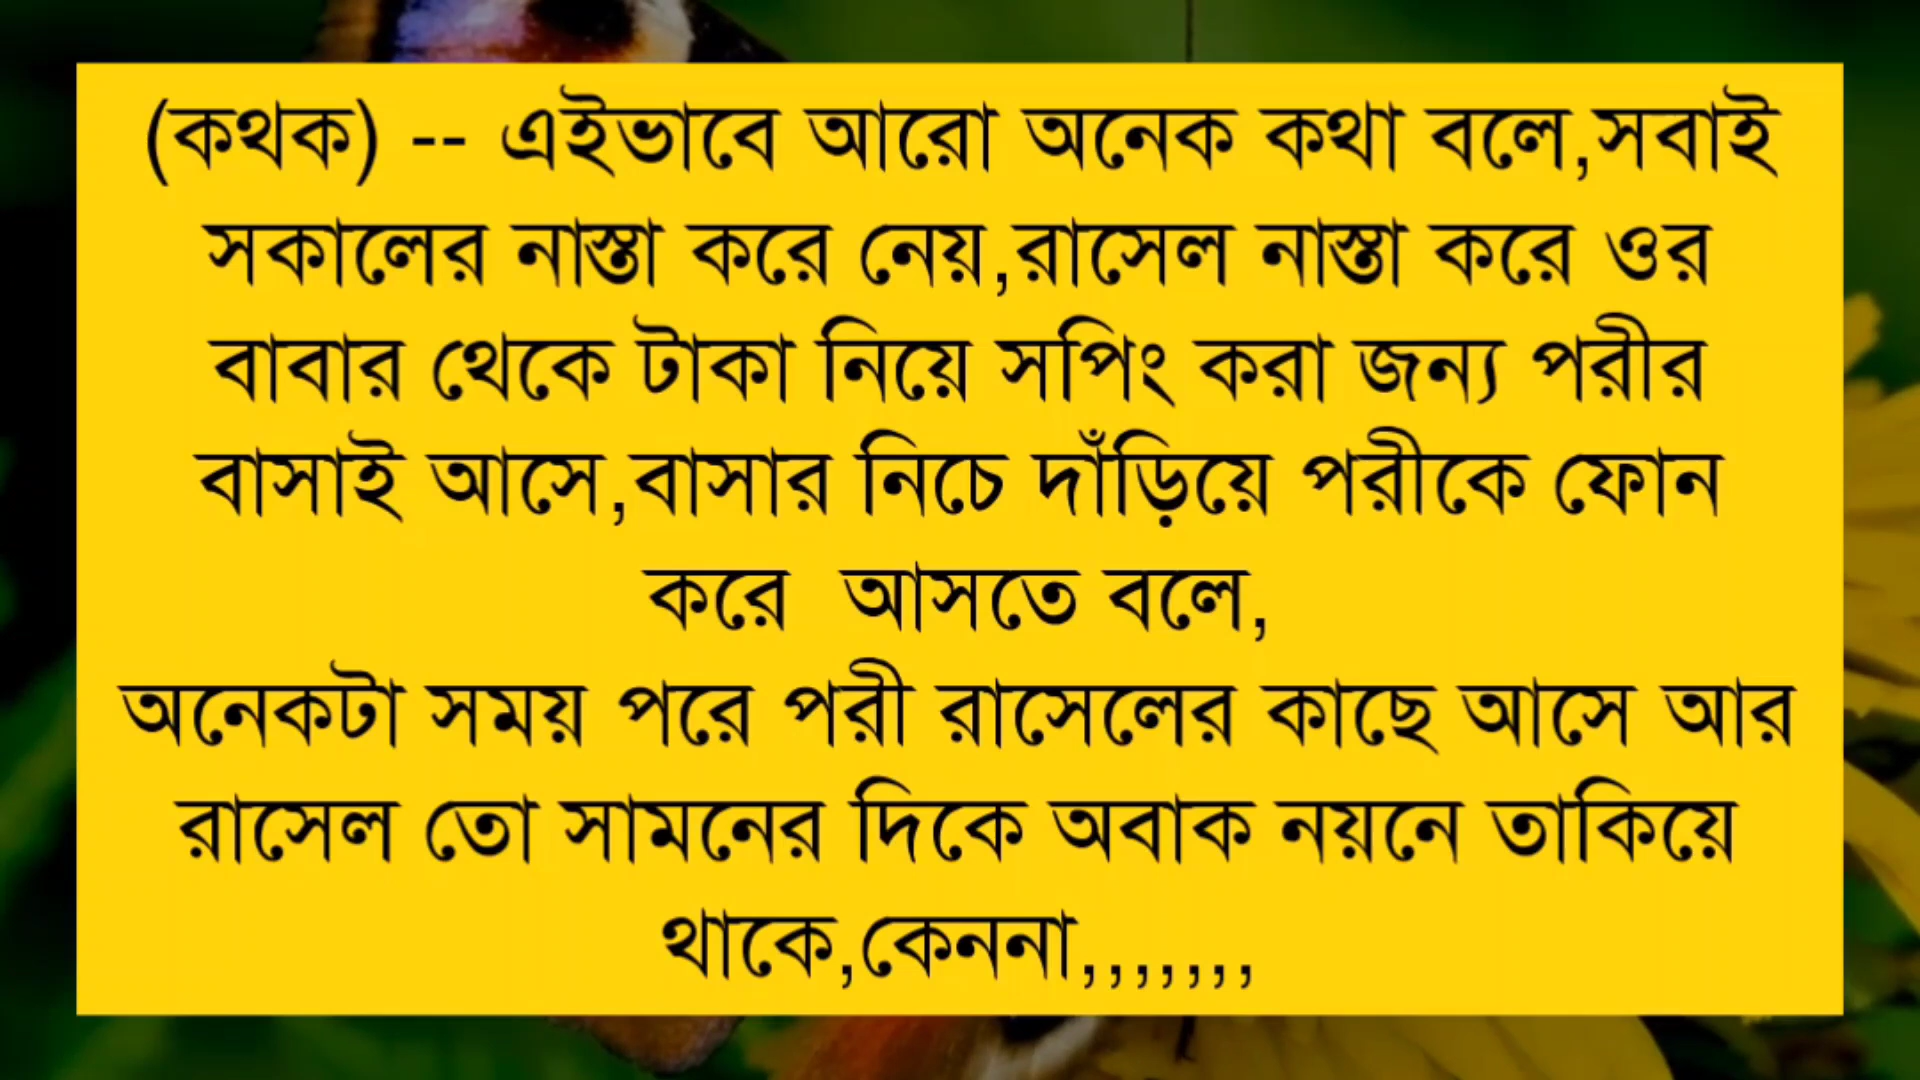 (কথক) -- এইভাবে আরো অনেক কথা বলে,সবাই
সকালের নাস্তা করে নেয়,রাসেল নাস্তা করে ওর
বাবার থেকে টাকা নিয়ে সপিং করা জন্য পরীর
বাসাই আসে,বাসার নিচে দাঁড়িয়ে পরীকে ফোন
করে  আসতে বলে,
অনেকটা সময় পরে পরী রাসেলের কাছে আসে আর
রাসেল তো সামনের দিকে অবাক নয়নে তাকিয়ে
থাকে,কেননা,,,,,,,